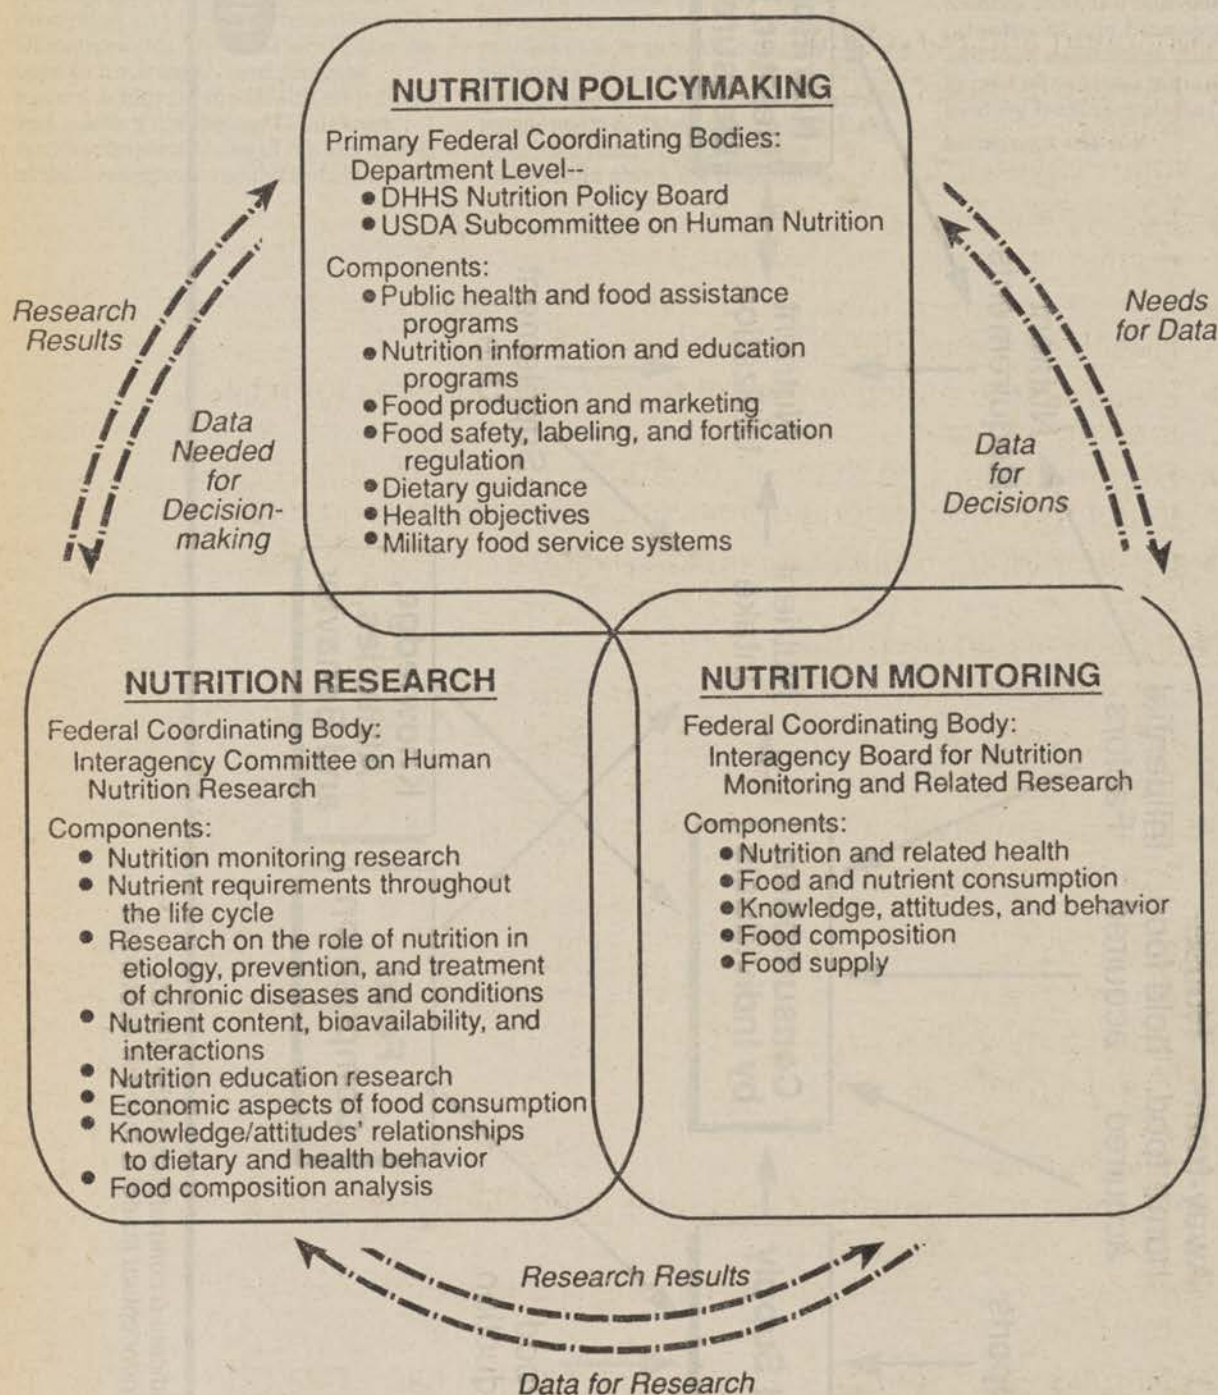 NUTRITION POLICYMAKING
Primary Federal Coordinating Bodies:
Department Level--
● DHHS Nutrition Policy Board
● USDA Subcommittee on Human Nutrition
Components:
● Public health and food assistance
programs
● Nutrition information and education
programs
● Food production and marketing
● Food safety, labeling, and fortification
regulation
● Dietary guidance
● Health objectives
● Military food service systems
Research
Results
Data
Needed
for
Decision-
making
Needs
for Data
Data
for
Decisions
NUTRITION RESEARCH
Federal Coordinating Body:
Interagency Committee on Human
Nutrition Research
Components:
● Nutrition monitoring research
● Nutrient requirements throughout
the life cycle
● Research on the role of nutrition in
etiology, prevention, and treatment
of chronic diseases and conditions
● Nutrient content, bioavailability, and
interactions
● Nutrition education research
● Economic aspects of food consumption
● Knowledge/attitudes' relationships
to dietary and health behavior
● Food composition analysis
NUTRITION MONITORING
Federal Coordinating Body:
Interagency Board for Nutrition
Monitoring and Related Research
Components:
● Nutrition and related health
● Food and nutrient consumption
● Knowledge, attitudes, and behavior
● Food composition
● Food supply
Research Results
Data for Research